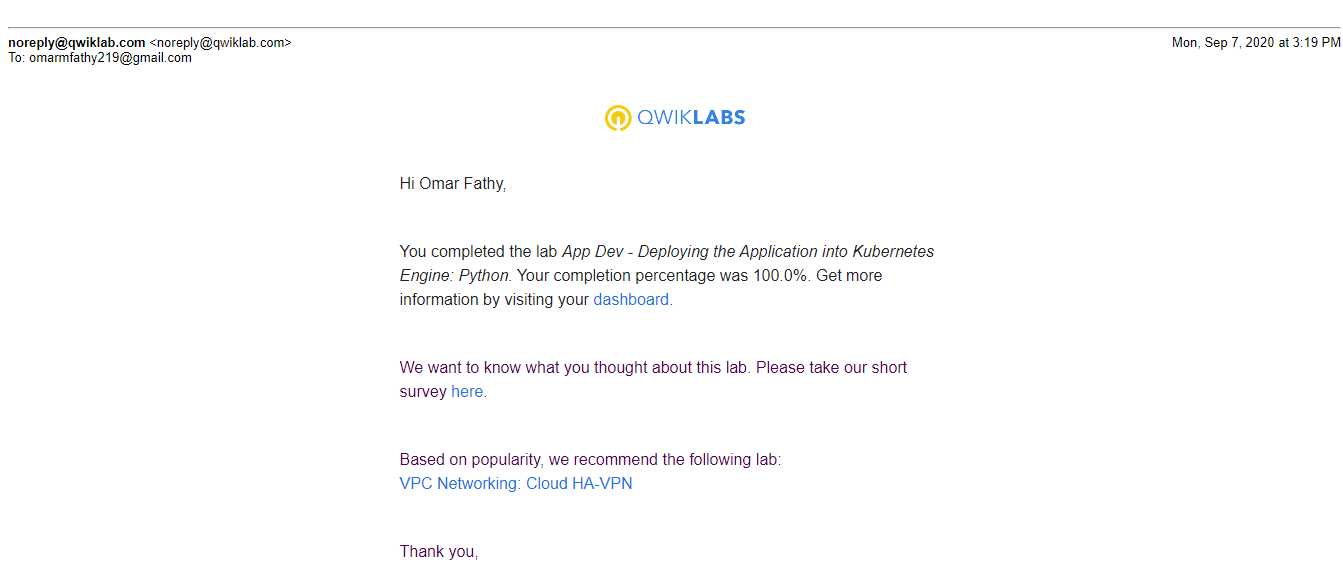 noreply@qwiklab.com <noreply@qwiklab.com>
Mon, Sep 7, 2020 at 3:19 PM
To: omarmfathy219@gmail.com
QWIKLABS
Hi Omar Fathy,
You completed the lab App Dev - Deploying the Application into Kubernetes
Engine: Python. Your completion percentage was 100.0%. Get more
information by visiting your dashboard.
We want to know what you thought about this lab. Please take our short
survey here.
Based on popularity, we recommend the following lab:
VPC Networking: Cloud HA-VPN
Thank you,